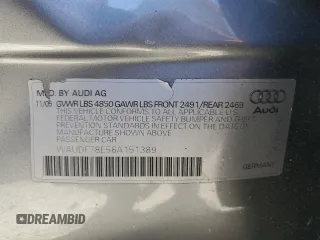 MFD. BY AUDI AG
11/05 GVWR LBS 4850 GAWR LBS FRONT 2491/REAR 2469
THIS VEHICLE CONFORMS TO ALL APPLICABLE U.S.
FEDERAL MOTOR VEHICLE SAFETY BUMPER AND THEFT
PREVENTION STANDARDS IN EFFECT ON THE DATE OF
MANUFACTURE SHOWN ABOVE
PASSENGER CAR
Audi
GERMANY
DREAMBID